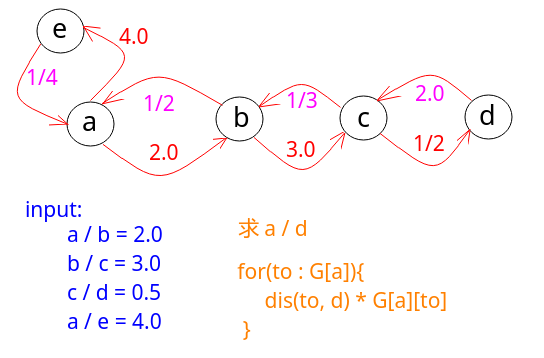 e
4.0
1/4
a
1/2
b
1/3
c
2.0
d
2.0
3.0
1/2
input:
a / b = 2.0
b / c = 3.0
c / d = 0.5
a / e = 4.0
求 a / d
for(to : G[a]){
dis(to, d) * G[a][to]
}